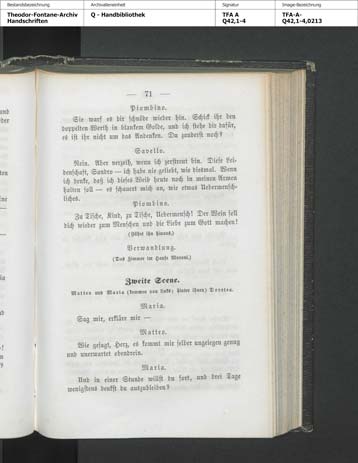 Bestandsbezeichnung
Theodor-Fontane-Archiv
Handschriften
Archivalieneinheit
Q - Handbibliothek
Signatur
TFA A
Q42,1-4
Image-Bezeichnung
TFA-A-
Q42,1-4,0213
— 71 —
Piombino.
Sie warf es dir schnöde wieder hin. Schick ihr den
doppelten Werth in blankem Golde, und ich stehe dir dafür,
es ist ihr nicht um das Andenken. Du zauderst noch?
Savello.
Nein. Aber verzeih, wenn ich zerstreut bin. Diese Lei-
denschaft, Sandro — ich habe nie geliebt, wie diesmal. Wenn
ich denke, daß ich dieses Weib heute noch in meinen Armen
halten soll — es schauert mich an, wie etwas Uebermensch-
liches.
Piombino.
Zu Tische, Kind, zu Tische, Uebermensch! Der Wein soll
dich wieder zum Menschen und die Liebe zum Gott machen!
(Führt ihn hinaus.)
Verwandlung.
(Das Zimmer im Hause Moroni.)
Zweite Scene.
Matteo und Maria (kommen von links; hinter ihnen) Dorotea.
Maria.
Sag mir, erkläre mir —
Matteo.
Wie gesagt, Herz, es kommt mir selber ungelegen genug
und unerwartet obendrein.
Maria.
Und in einer Stunde willst du fort, und drei Tage
wenigstens denkst du auszubleiben?